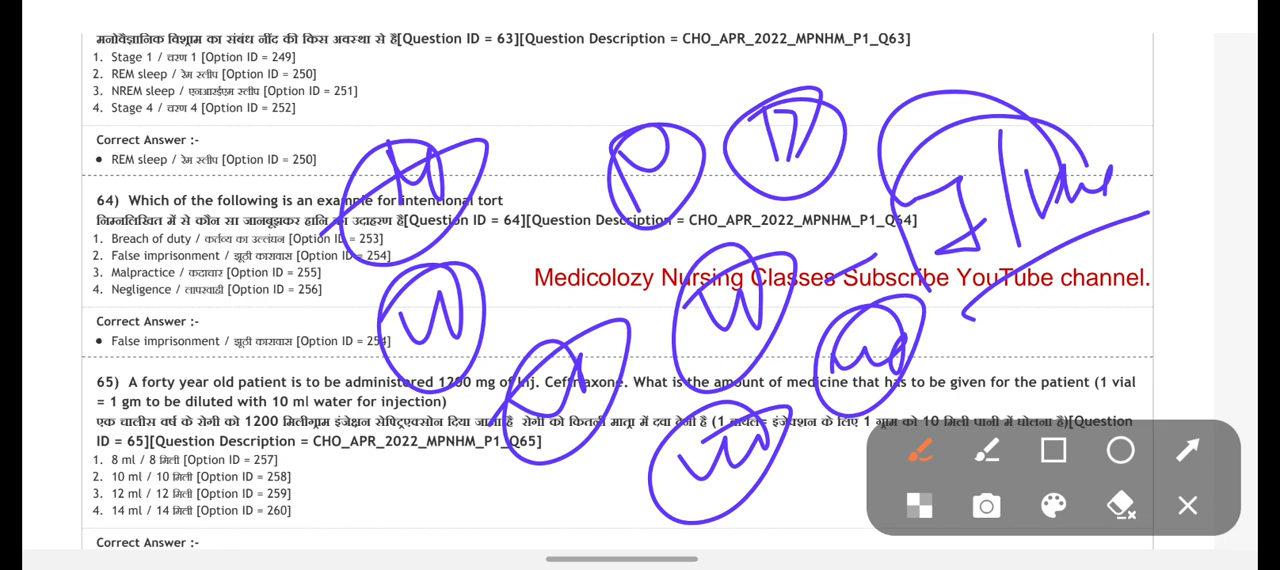 मनोवैज्ञानिक विश्राम का संबंध नींद की किस अवस्था से है[Question ID = 63][Question Description = CHO_APR_2022_MPNHM_P1_Q63]
1. Stage 1 / चरण 1 [Option ID = 249]
2. REM sleep / रेम स्लीप [Option ID = 250]
3. NREM sleep / एनआरईएम स्लीप [Option ID = 251]
4. Stage 4 / चरण 4 [Option ID = 252]
Correct Answer :-
• REM sleep / रेम स्लीप [Option ID = 250]
64) Which of the following is an example for intentional tort
निम्नलिखित में से कौन सा जानबूझकर हानि का उदाहरण है[Question ID = 64][Question Description = CHO_APR_2022_MPNHM_P1_Q64]
1. Breach of duty / कर्तव्य का उल्लंघन [Option ID = 253]
2. False imprisonment / झूठी कारावास [Option ID = 254]
3. Malpractice / कदाचार [Option ID = 255]
4. Negligence / लापरवाही [Option ID = 256]
Medicolozy Nursing Classes Subscribe YouTube channel.
Correct Answer :-
• False imprisonment / झूठी कारावास [Option ID = 254]
65) A forty year old patient is to be administered 1200 mg of Inj. Ceftriaxone. What is the amount of medicine that has to be given for the patient (1 vial
= 1 gm to be diluted with 10 ml water for injection)
एक चालीस वर्ष के रोगी को 1200 मिलीग्राम इंजेक्शन सेफ्ट्रिएक्सोन दिया जाना है रोगी को कितनी मात्रा में दवा देनी है (1 वायल= इंजेक्शन के लिए 1 ग्राम को 10 मिली पानी में घोलना है)[Question
ID = 65][Question Description = CHO_APR_2022_MPNHM_P1_Q65]
1. 8 ml / 8 मिली [Option ID = 257]
2. 10 ml / 10 मिली [Option ID = 258]
3. 12 ml / 12 मिली [Option ID = 259]
4. 14 ml / 14 मिली [Option ID = 260]
Correct Answer :-